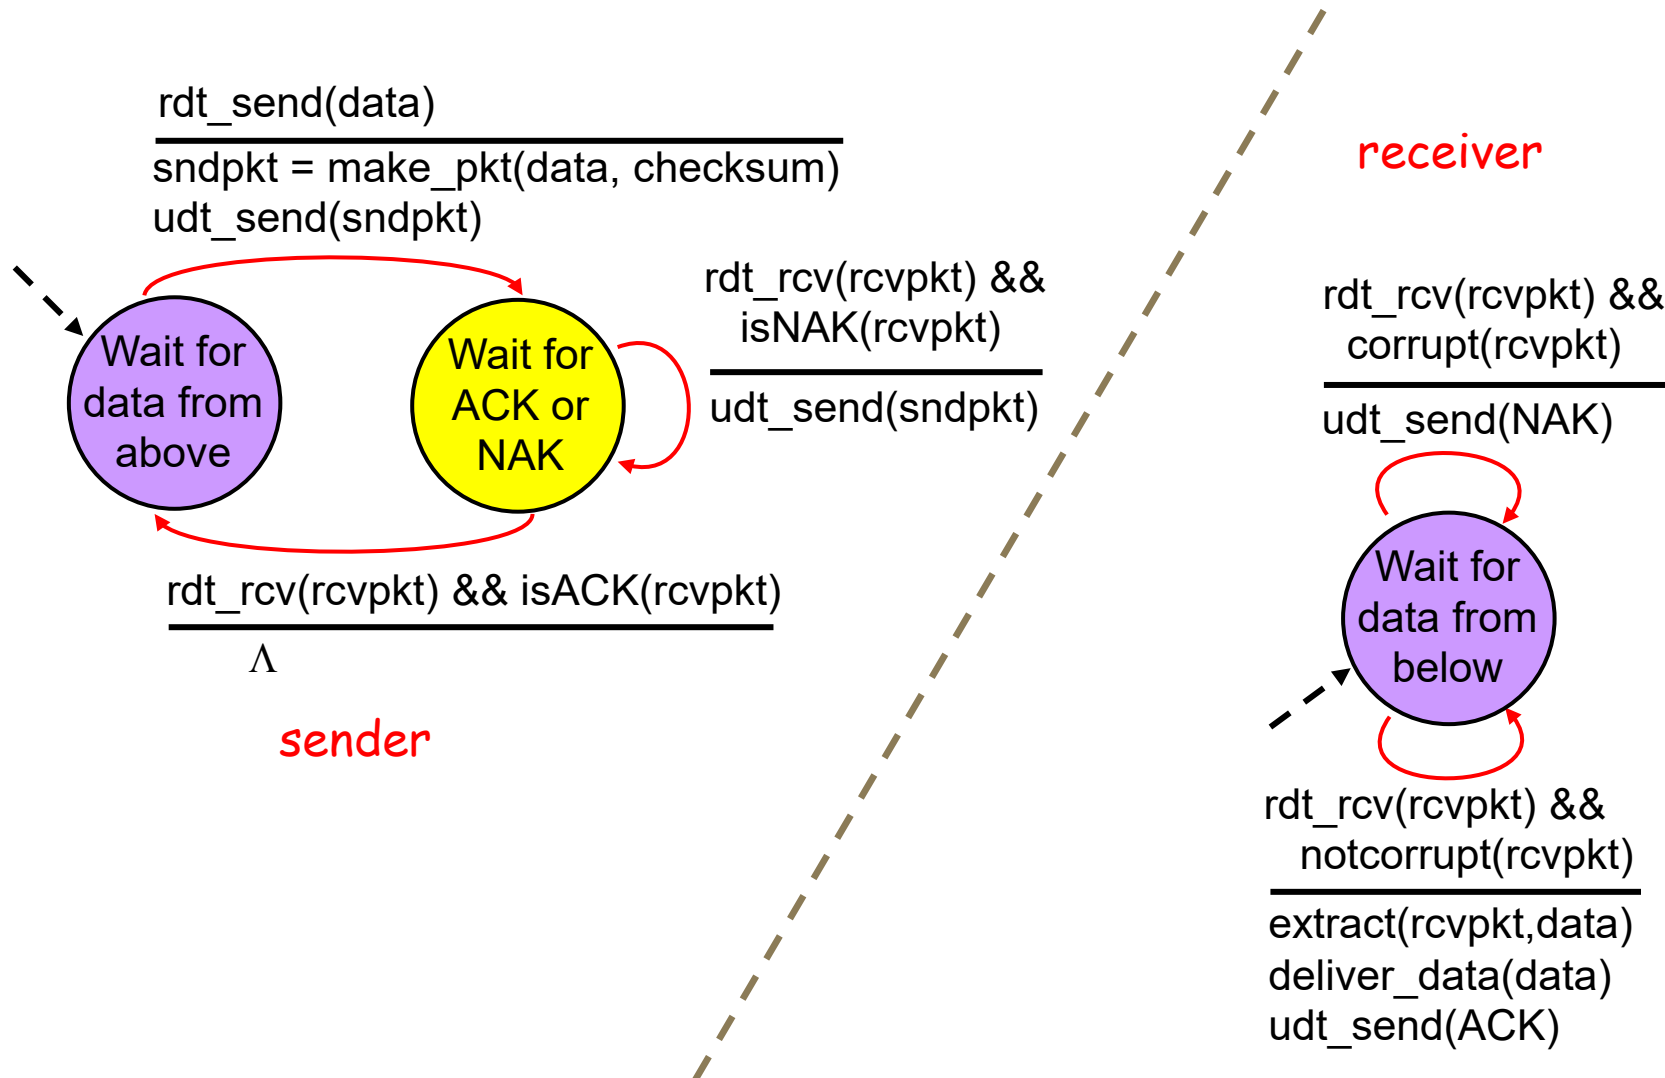 rdt_send(data)
sndpkt = make_pkt(data, checksum)
udt_send(sndpkt)
Wait for
data from
above
Wait for
ACK or
NAK
rdt_rcv(rcvpkt) &&
isNAK(rcvpkt)
udt_send(sndpkt)
rdt_rcv(rcvpkt) && isACK(rcvpkt)
Λ
sender
receiver
rdt_rcv(rcvpkt) &&
corrupt(rcvpkt)
udt_send(NAK)
Wait for
data from
below
rdt_rcv(rcvpkt) &&
notcorrupt(rcvpkt)
extract(rcvpkt,data)
deliver_data(data)
udt_send(ACK)